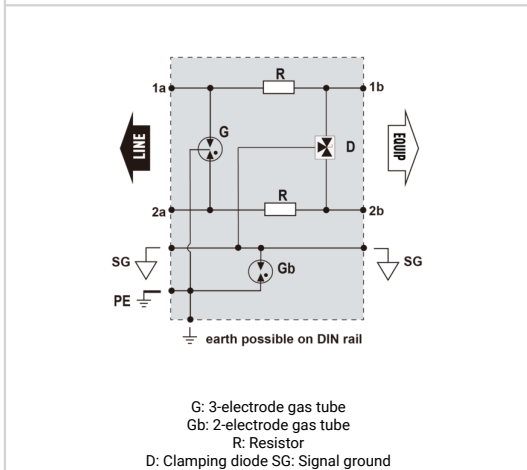 R
1a
1b
G
D
LINE
EQUIP
R
2a
2b
SG
Gb
SG
PE
earth possible on DIN rail
G: 3-electrode gas tube
Gb: 2-electrode gas tube
R: Resistor
D: Clamping diode SG: Signal ground